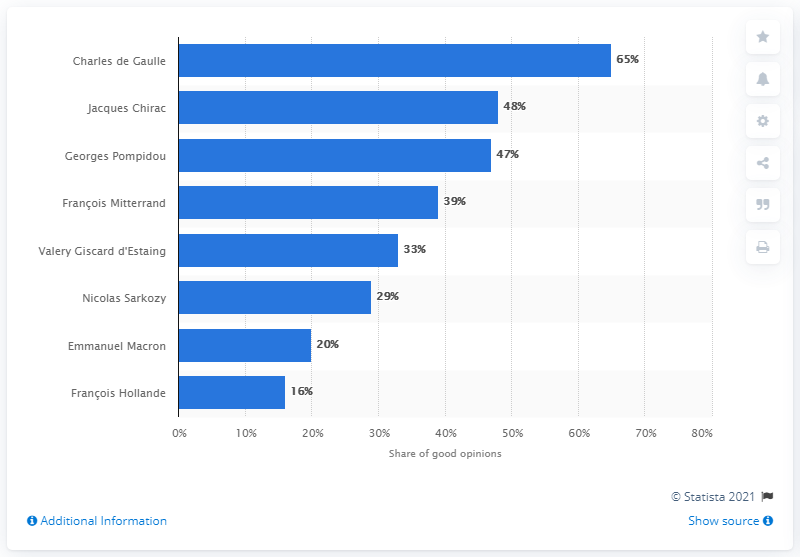 Charles de Gaulle 65%
Jacques Chirac 48%
Georges Pompidou 47%
François Mitterrand 39%
Valery Giscard d'Estaing 33%
Nicolas Sarkozy 29%
Emmanuel Macron 20%
François Hollande 16%
0% 10% 20% 30% 40% 50% 60% 70% 80%
Share of good opinions
© Statista 2021
Additional Information Show source